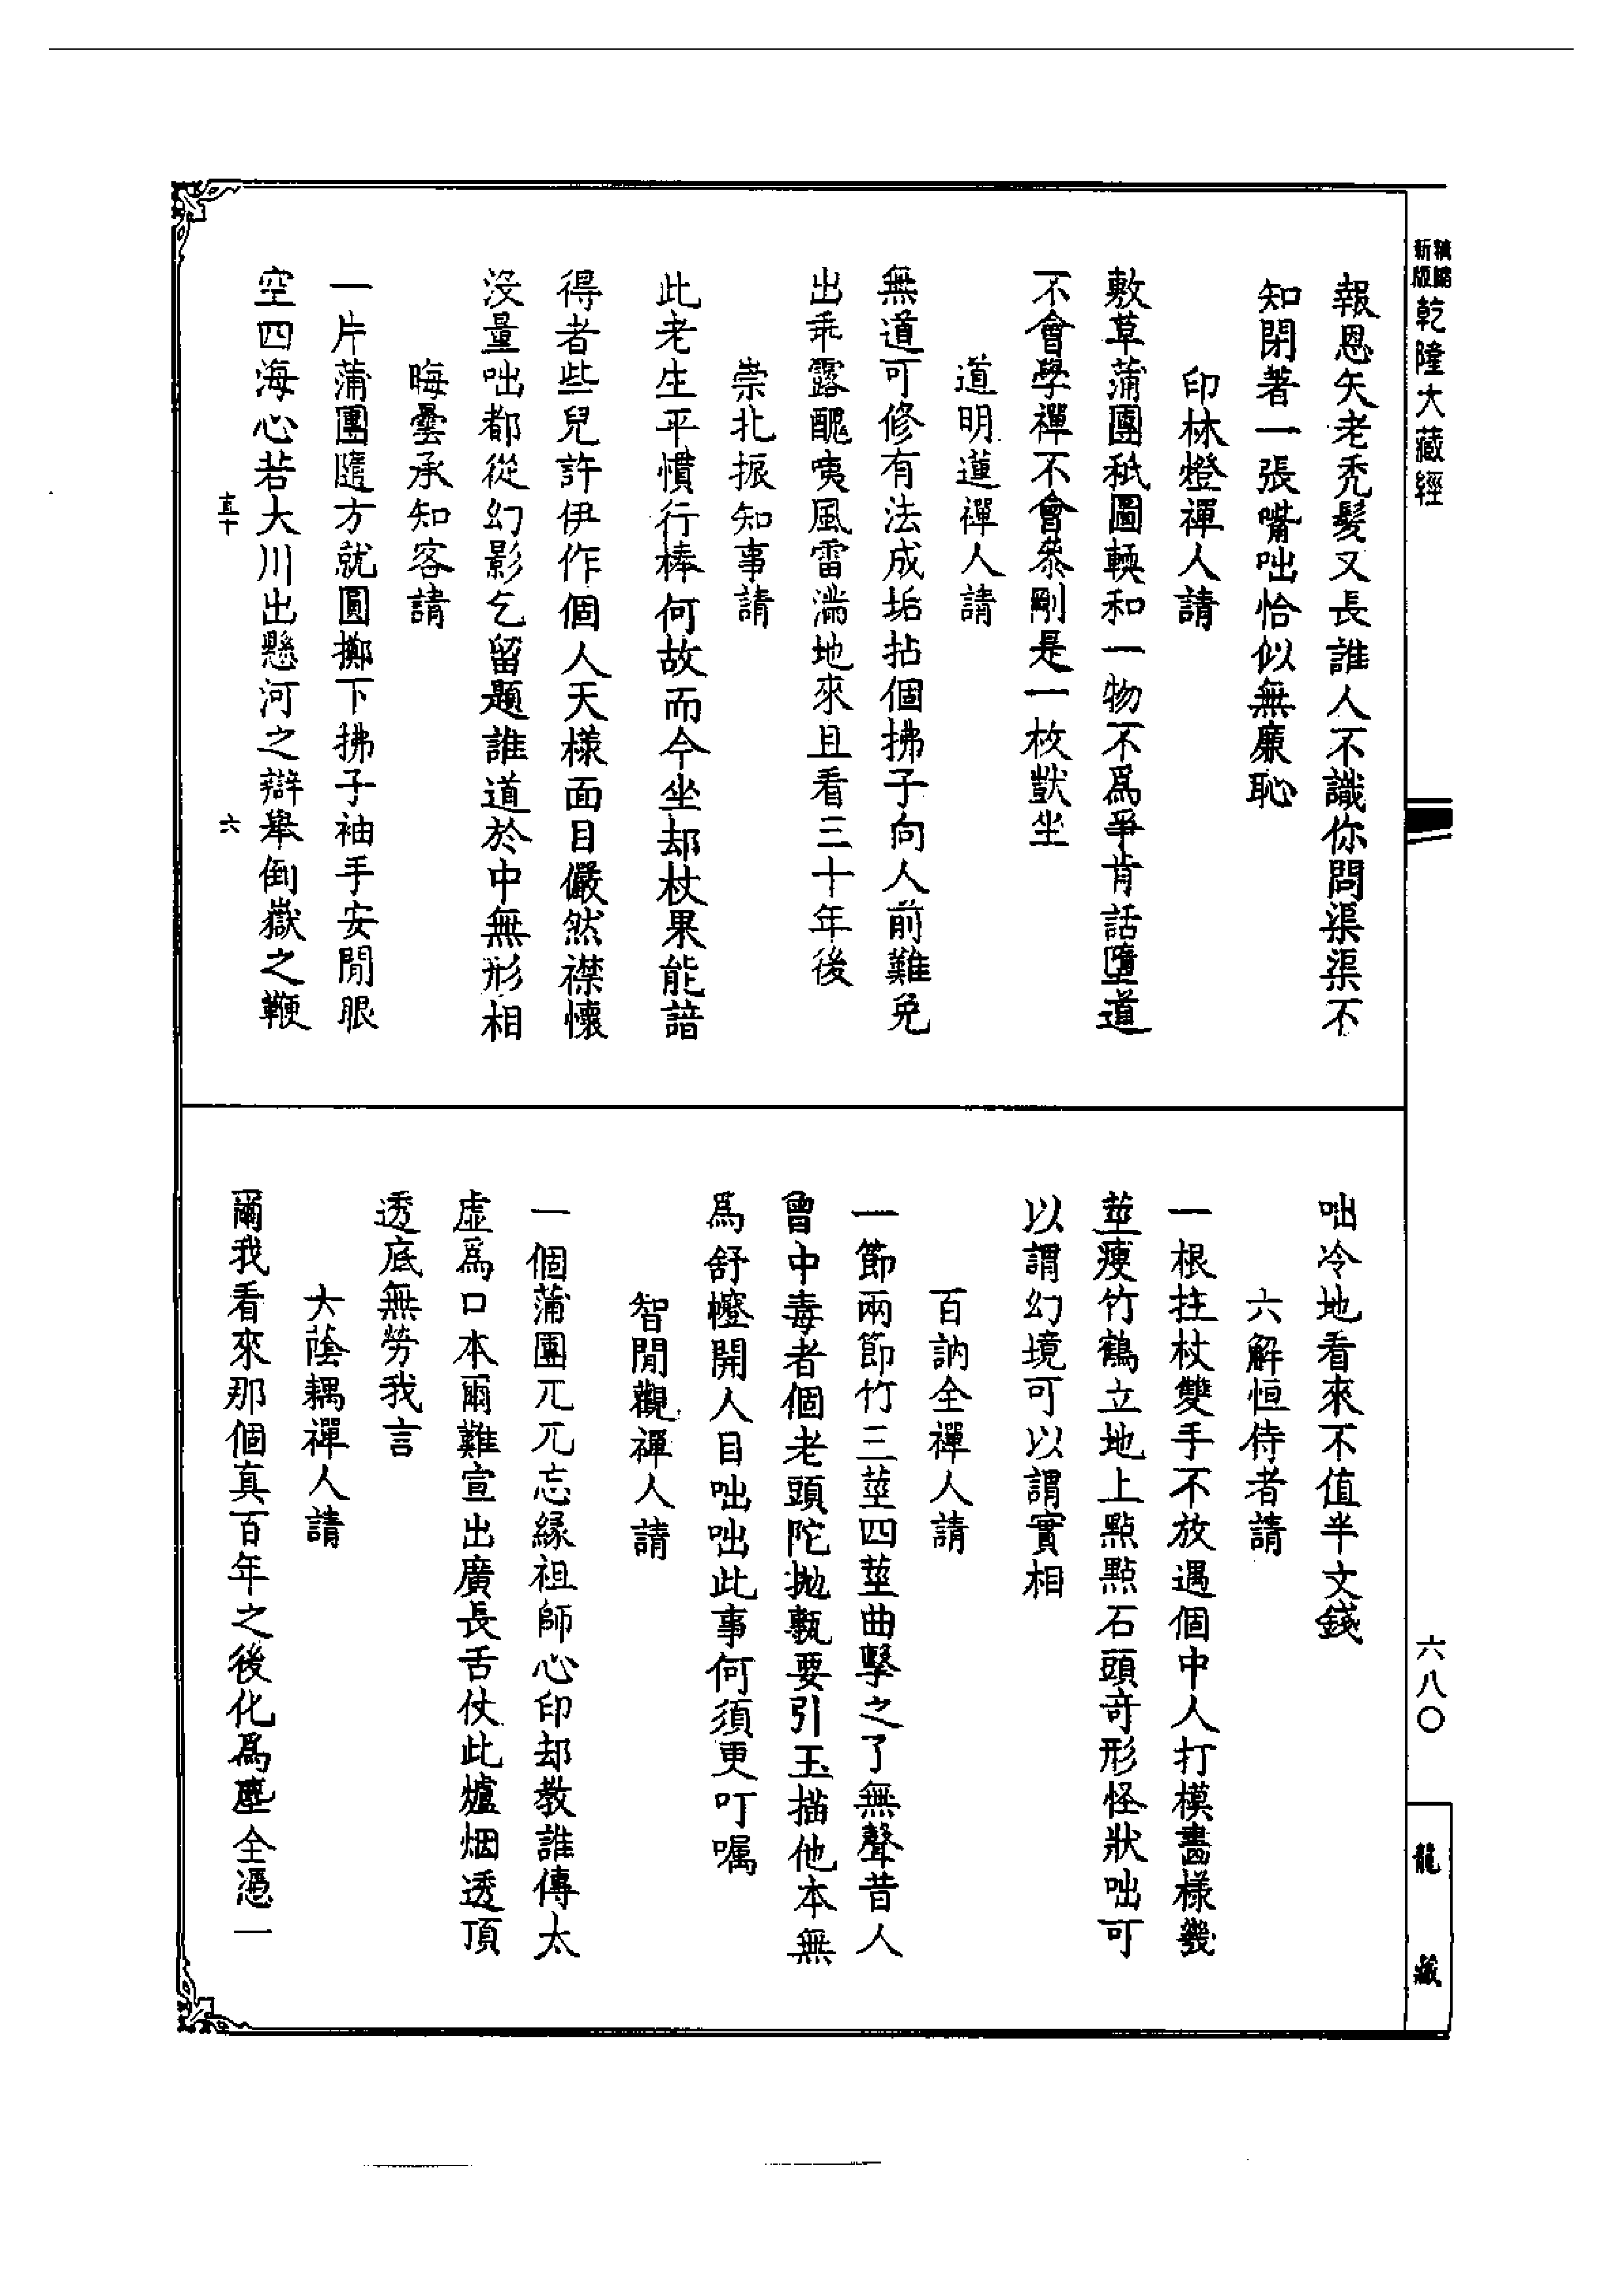 精縮
新版
乾隆大藏經
報恩矣老禿髮又長誰人不識你問渠渠不
知閉著一張嘴咄恰似無廉恥
印林燈禪人請
敷草蒲團秖圖輭和一物不爲爭肯話墮道
不會學禪不會叅剛是一枚獃坐
道明蓮禪人請
無道可修有法成垢拈個拂子向人前難免
出乖露醜咦風雷湍地來且看三十年後
崇北振知事請
此老生平慣行棒何故而今坐却杖果能諳
得者些兒許伊作個人天樣面目儼然襟懷
沒量咄都從幻影乞留題誰道於中無形相
晦曇承知客請
一片蒲團隨方就圓擲下拂子袖手安閒眼
空四海心若大川出懸河之辯舉倒嶽之鞭
六
咄冷地看來不值半文錢
六解恒侍者請
一根拄杖雙手不放遇個中人打模畫樣幾
莖瘦竹鶴立地上點點石頭奇形怪狀咄可
以謂幻境可以謂實相
百訥全禪人請
一節兩節竹三莖四莖曲擊之了無聲昔人
曾中毒者個老頭陀拋甎要引玉描他本無
爲舒㡧開人目咄咄此事何須更叮囑
智閒觀禪人請
一個蒲團兀兀忘緣祖師心印却教誰傳太
虛爲口本爾難宣出廣長舌仗此爐烟透頂
透底無勞我言
大蔭耦禪人請
爾我看來那個真百年之後化爲塵全憑一
六八〇
龍藏